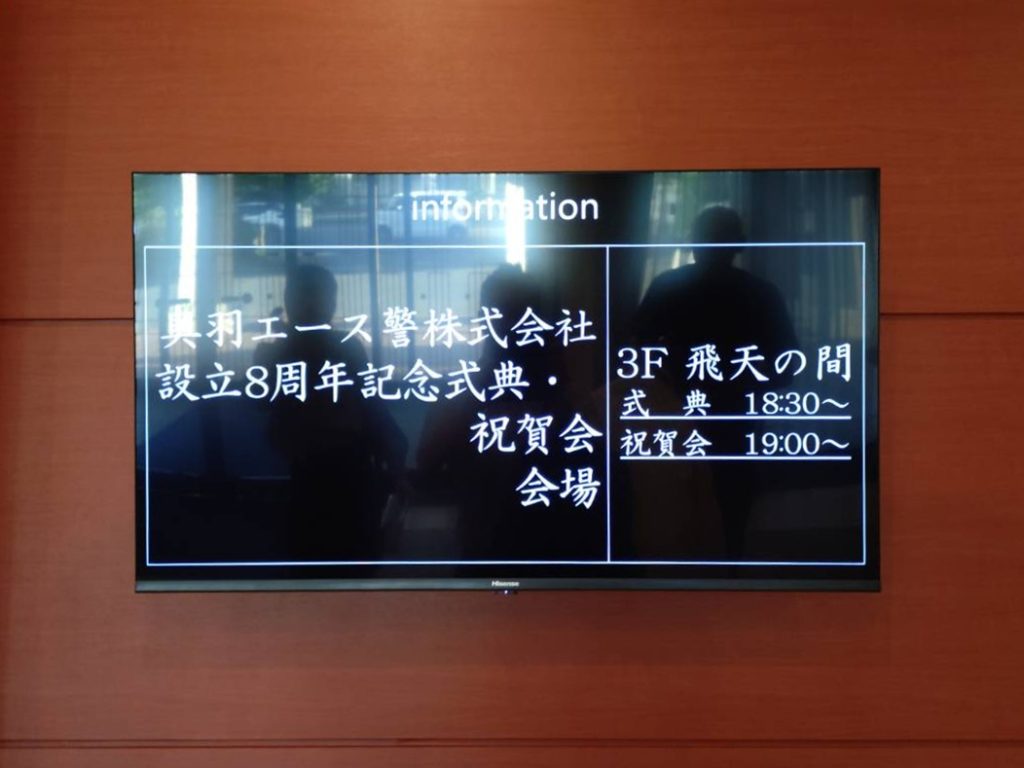 information
奥羽エース警株式会社
設立8周年記念式典・
祝賀会
会場
3F 飛天の間
式 典 18:30～
祝賀会 19:00～
Hisense